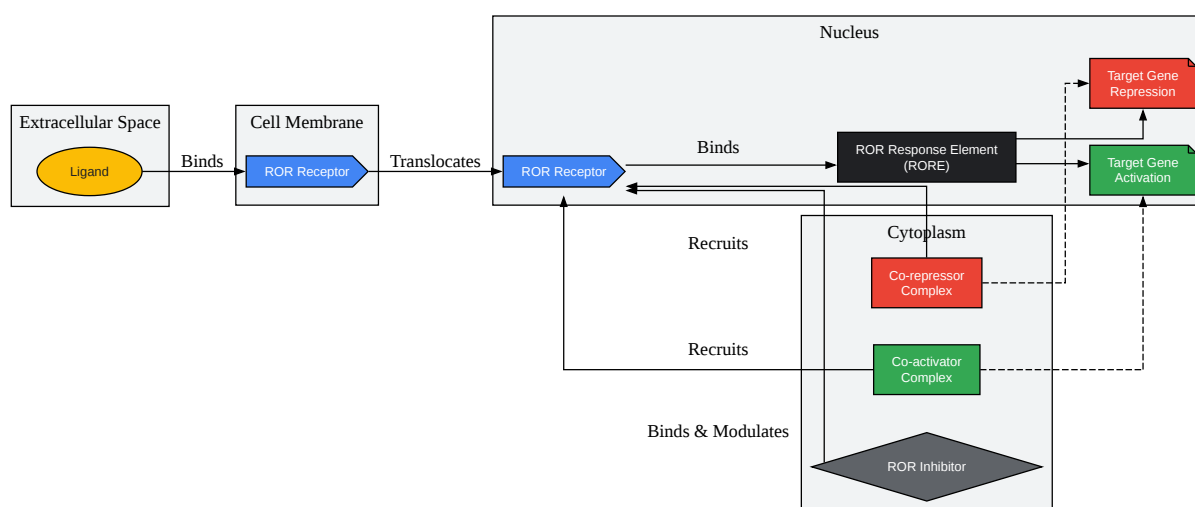 Nucleus
Target Gene
Repression
Extracellular Space
Cell Membrane
Ligand
Binds
ROR Receptor
Translocates
ROR Receptor
Binds
ROR Response Element
(RORE)
Target Gene
Activation
Cytoplasm
Recruits
Co-repressor
Complex
Recruits
Co-activator
Complex
Binds & Modulates
ROR Inhibitor